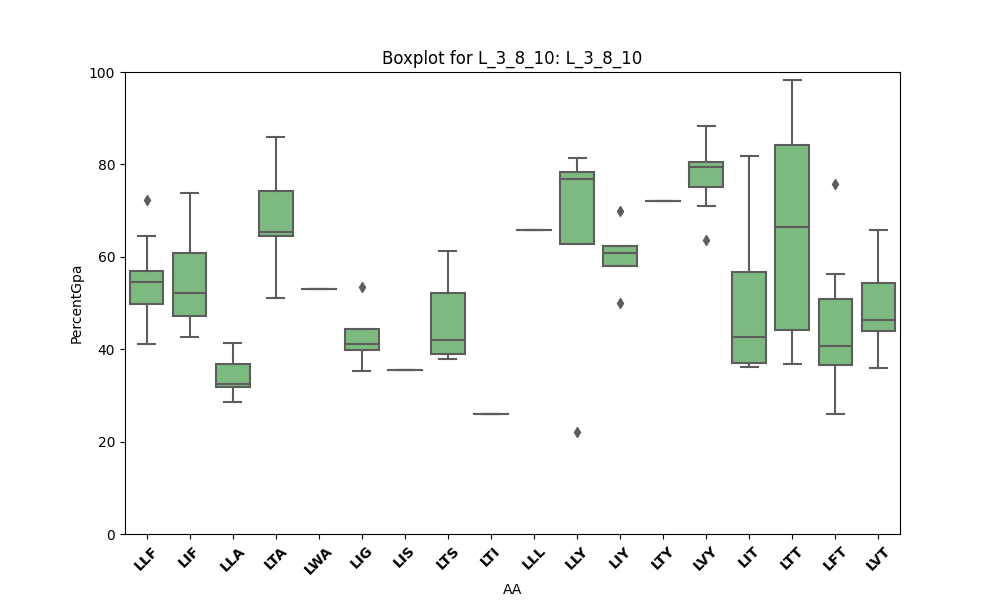 Boxplot for L_3_8_10: L_3_8_10
PercentGpa
100
80
60
40
20
0
LLF LIF LLA LTA LWA LIG LIS LTS LTI LLL LLY LIY LTY LVY LIT LTT LFT LVT
AA